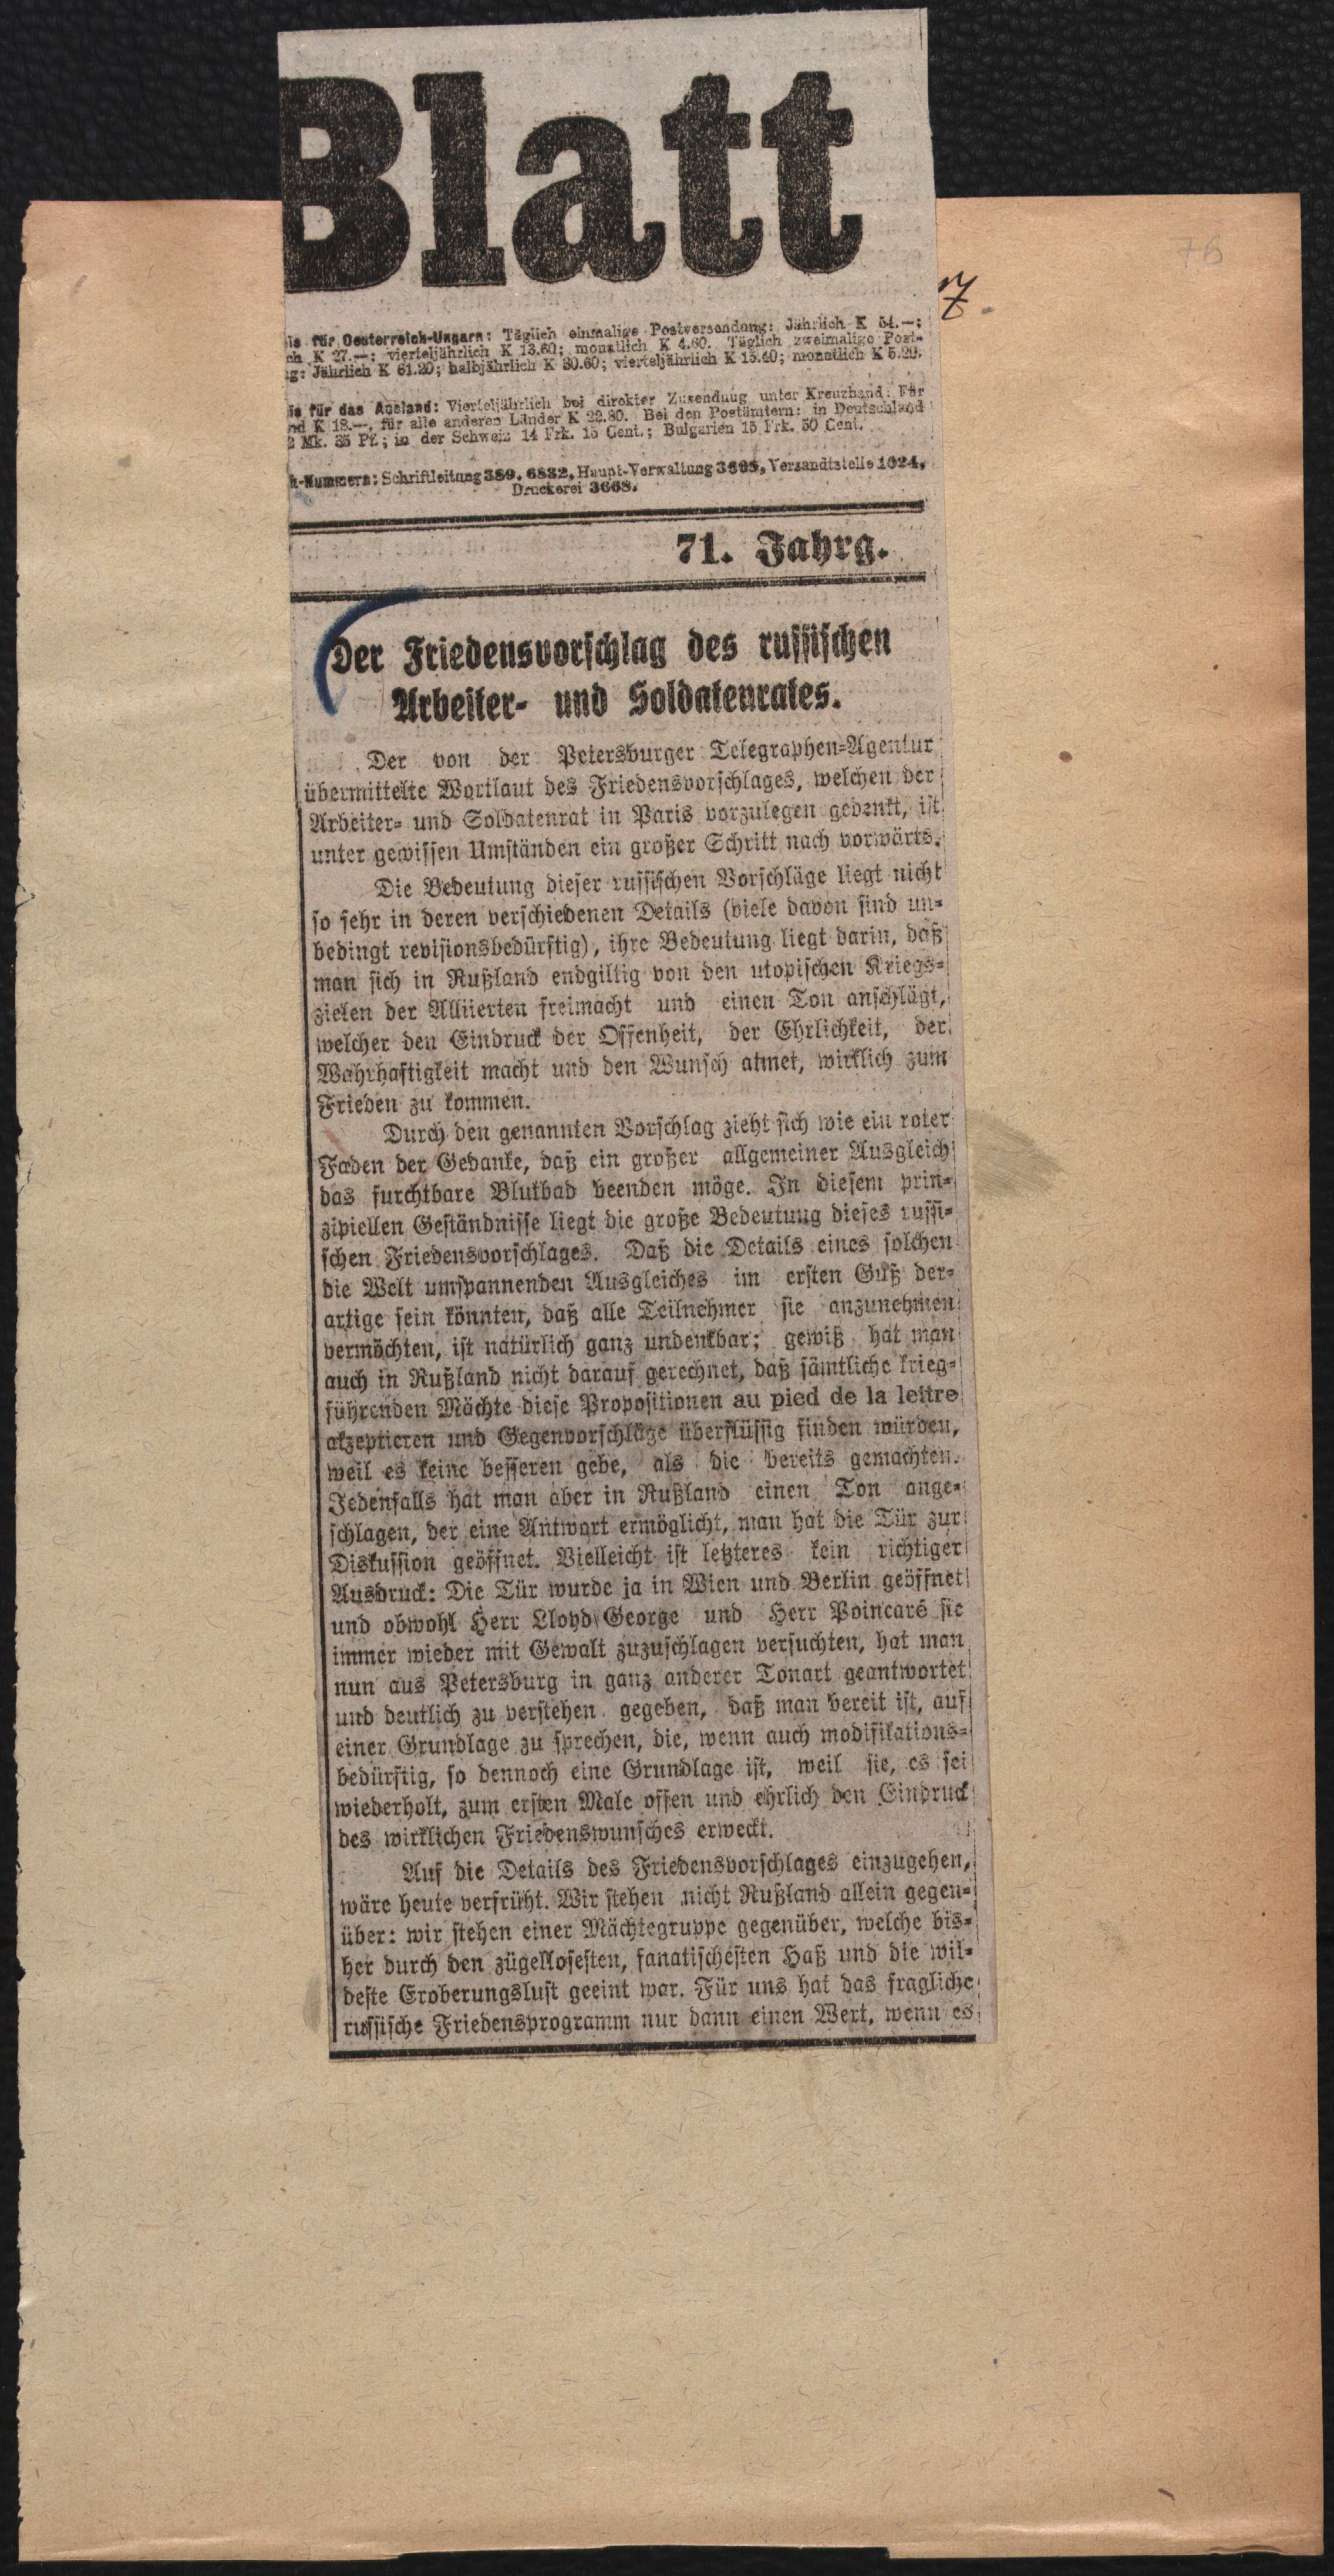 Blatt
76
7.
für Oesterreich-Ungarn: Täglich einmalige Postversendung: Jährlich K 54.—;
ch K 27.—; vierteljährlich K 13.60; monatlich K 4.60. Täglich zweimalige Post-
g: Jährlich K 61.20; halbjährlich K 30.60; vierteljährlich K 15.40; monatlich K 5.20.
für das Ausland: Vierteljährlich bei direkter Zusendung unter Kreuzband: Für
nd K 18.—, für alle anderen Länder K 22.80. Bei den Postämtern: in Deutschland
2 Mk. 35 Pf.; in der Schweiz 14 Frk. 15 Cent.; Bulgarien 15 Frk. 50 Cent.
h-Nummern: Schriftleitung 389, 6832, Haupt-Verwaltung Versandtstelle 1024,
Druckerei 3668.
71. Jahrg.
Der Friedensvorschlag des russischen
Arbeiter- und Soldatenrates.
Der von der Petersburger Telegraphen-Agentur
übermittelte Wortlaut des Friedensvorschlages, welchen der
Arbeiter- und Soldatenrat in Paris vorzulegen gedenkt, ist
unter gewissen Umständen ein großer Schritt nach vorwärts.
Die Bedeutung dieser russischen Vorschläge liegt nicht
so sehr in deren verschiedenen Details (viele davon sind un-
bedingt revisionsbedürftig), ihre Bedeutung liegt darin, daß
man sich in Rußland endgiltig von den utopischen Kriegs-
zielen der Alliierten freimacht und einen Ton anschlägt,
welcher den Eindruck der Offenheit, der Ehrlichkeit, der
Wahrhaftigkeit macht und den Wunsch atmet, wirklich zum
Frieden zu kommen.
Durch den genannten Vorschlag zieht sich wie ein roter
Faden der Gedanke, daß ein großer allgemeiner Ausgleich
das furchtbare Blutbad beenden möge. In diesem prin-
zipiellen Geständnisse liegt die große Bedeutung dieses russi-
schen Friedensvorschlages. Daß die Details eines solchen
die Welt umspannenden Ausgleiches im ersten Guß der-
artige sein könnten, daß alle Teilnehmer sie anzunehmen
vermöchten, ist natürlich ganz undenkbar; gewiß hat man
auch in Rußland nicht darauf gerechnet, daß sämtliche krieg-
führenden Mächte diese Propositionen au pied de la lettre
akzeptieren und Gegenvorschläge überflüssig finden würden,
weil es keine besseren gebe, als die bereits gemachten.
Jedenfalls hat man aber in Rußland einen Ton ange-
schlagen, der eine Antwort ermöglicht, man hat die Tür zur
Diskussion geöffnet. Vielleicht ist letzteres kein richtiger
Ausdruck: Die Tür wurde ja in Wien und Berlin geöffnet
und obwohl Herr Lloyd George und Herr Poincaré sie
immer wieder mit Gewalt zuzuschlagen versuchten, hat man
nun aus Petersburg in ganz anderer Tonart geantwortet
und deutlich zu verstehen gegeben, daß man bereit ist, auf
einer Grundlage zu sprechen, die, wenn auch modifikations-
bedürftig, so dennoch eine Grundlage ist, weil sie, es sei
wiederholt, zum ersten Male offen und ehrlich den Eindruck
des wirklichen Friedenswunsches erweckt.
Auf die Details des Friedensvorschlages einzugehen,
wäre heute verfrüht. Wir stehen nicht Rußland allein gegen-
über: wir stehen einer Mächtegruppe gegenüber, welche bis-
her durch den zügellosesten, fanatischesten Haß und die wil-
deste Eroberungslust geeint war. Für uns hat das fragliche
russische Friedensprogramm nur dann einen Wert, wenn es